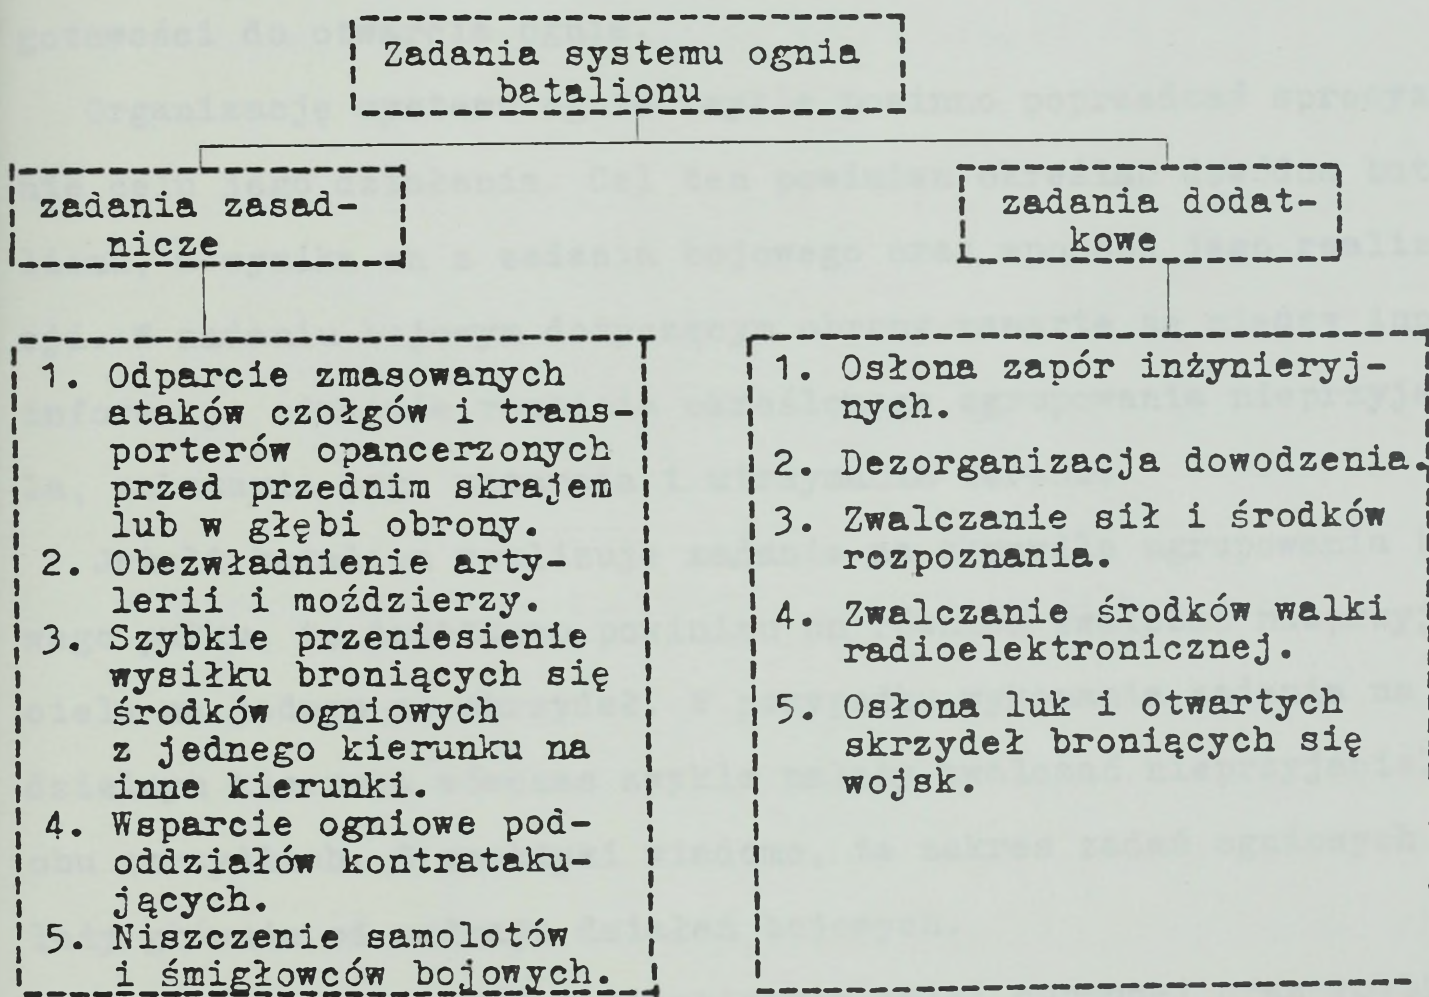 Zadania systemu ognia
batalionu
zadania zasad-
nicze
zadania dodat-
kowe
1. Odparcie zmasowanych
ataków czołgów i trans-
porterów opancerzonych
przed przednim skrajem
lub w głębi obrony.
2. Obezwładnienie arty-
lerii i moździerzy.
3. Szybkie przeniesienie
wysiłku broniących się
środków ogniowych
z jednego kierunku na
inne kierunki.
4. Wsparcie ogniowe pod-
oddziałów kontrataku-
jących.
5. Niszczenie samolotów
i śmigłowców bojowych.
1. Osłona zapór inżynieryj-
nych.
2. Dezorganizacja dowodzenia.
3. Zwalczanie sił i środków
rozpoznania.
4. Zwalczanie środków walki
radioelektronicznej.
5. Osłona luk i otwartych
skrzydeł broniących się
wojsk.